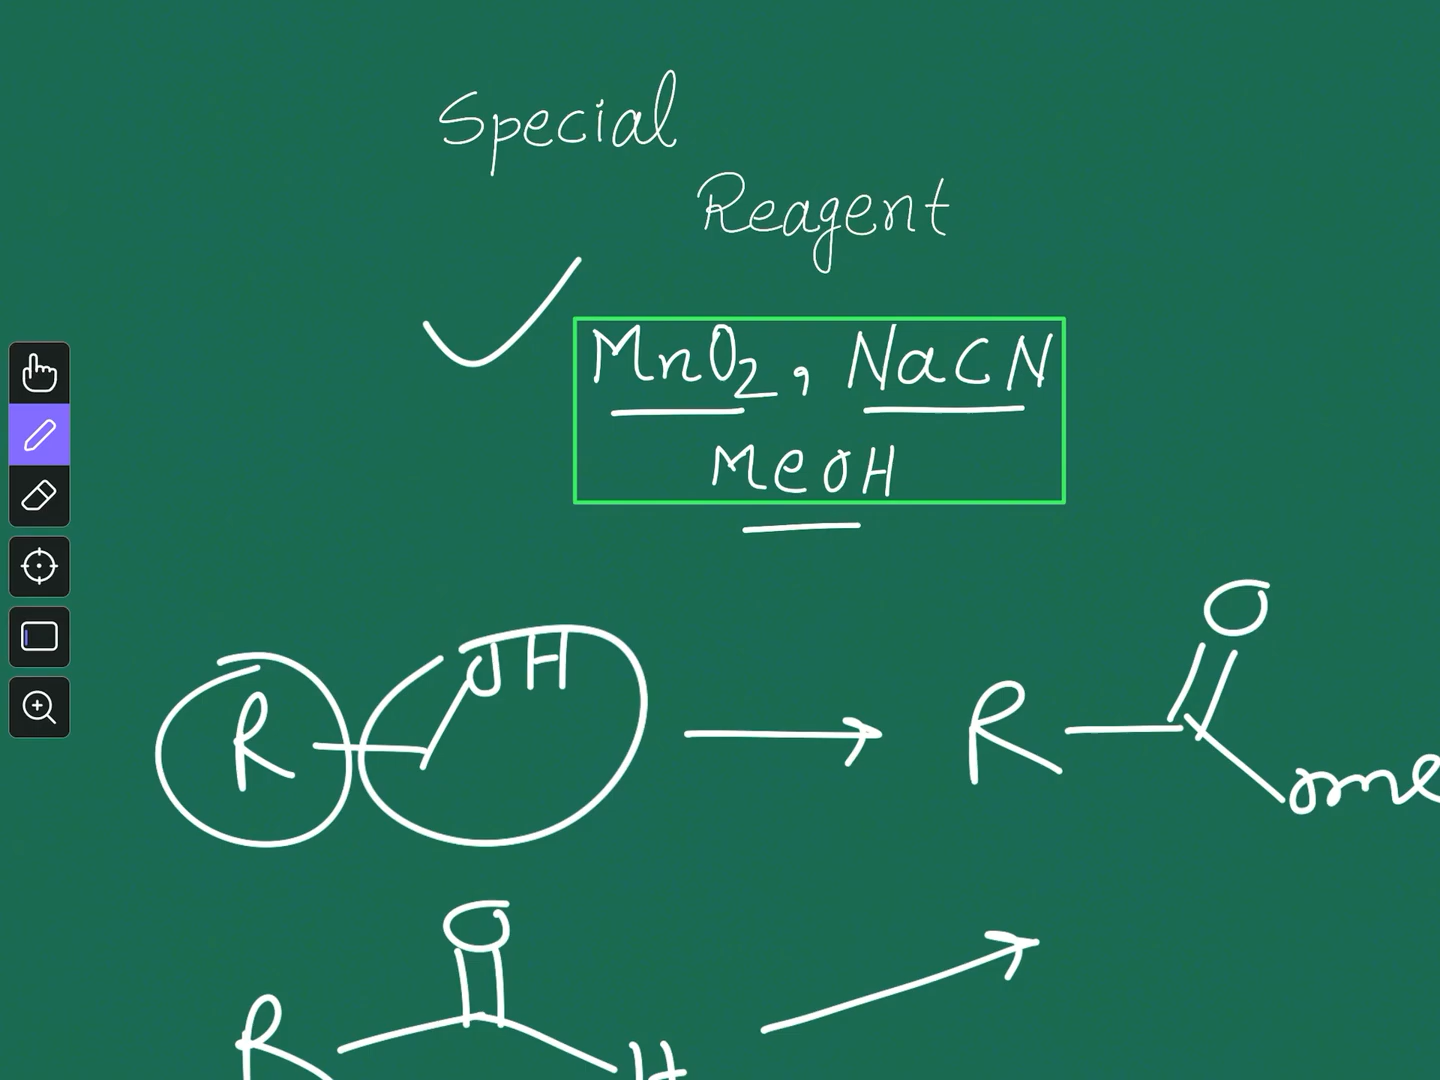 Special
Reagent
MnO2, NaCN
MeOH
R OH
R O ome
O
R H